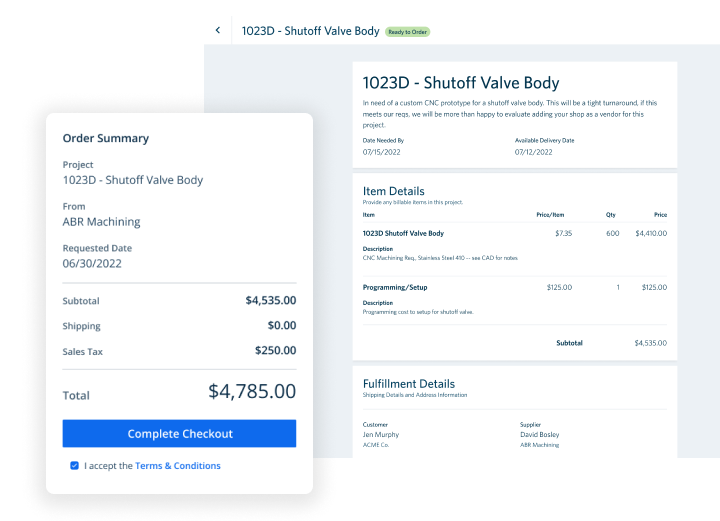 1023D - Shutoff Valve Body Ready to Order
1023D - Shutoff Valve Body
In need of a custom CNC prototype for a shutoff valve body. This will be a tight turnaround, if this
meets our reqs, we will be more than happy to evaluate adding your shop as a vendor for this
project.
Date Needed By Available Delivery Date
07/15/2022 07/12/2022
Item Details
Provide any billable items in this project.
Item Price/Item Qty Price
1023D Shutoff Valve Body $7.35 600 $4,410.00
Description
CNC Machining Req, Stainless Steel 410 -- see CAD for notes
Programming/Setup $125.00 1 $125.00
Description
Programming cost to setup for shutoff valve.
Subtotal $4,535.00
Fulfillment Details
Shipping Details and Address Information
Customer Supplier
Jen Murphy David Bosley
ACME Co. ABR Machining
Order Summary
Project
1023D - Shutoff Valve Body
From
ABR Machining
Requested Date
06/30/2022
Subtotal $4,535.00
Shipping $0.00
Sales Tax $250.00
Total $4,785.00
Complete Checkout
I accept the Terms & Conditions